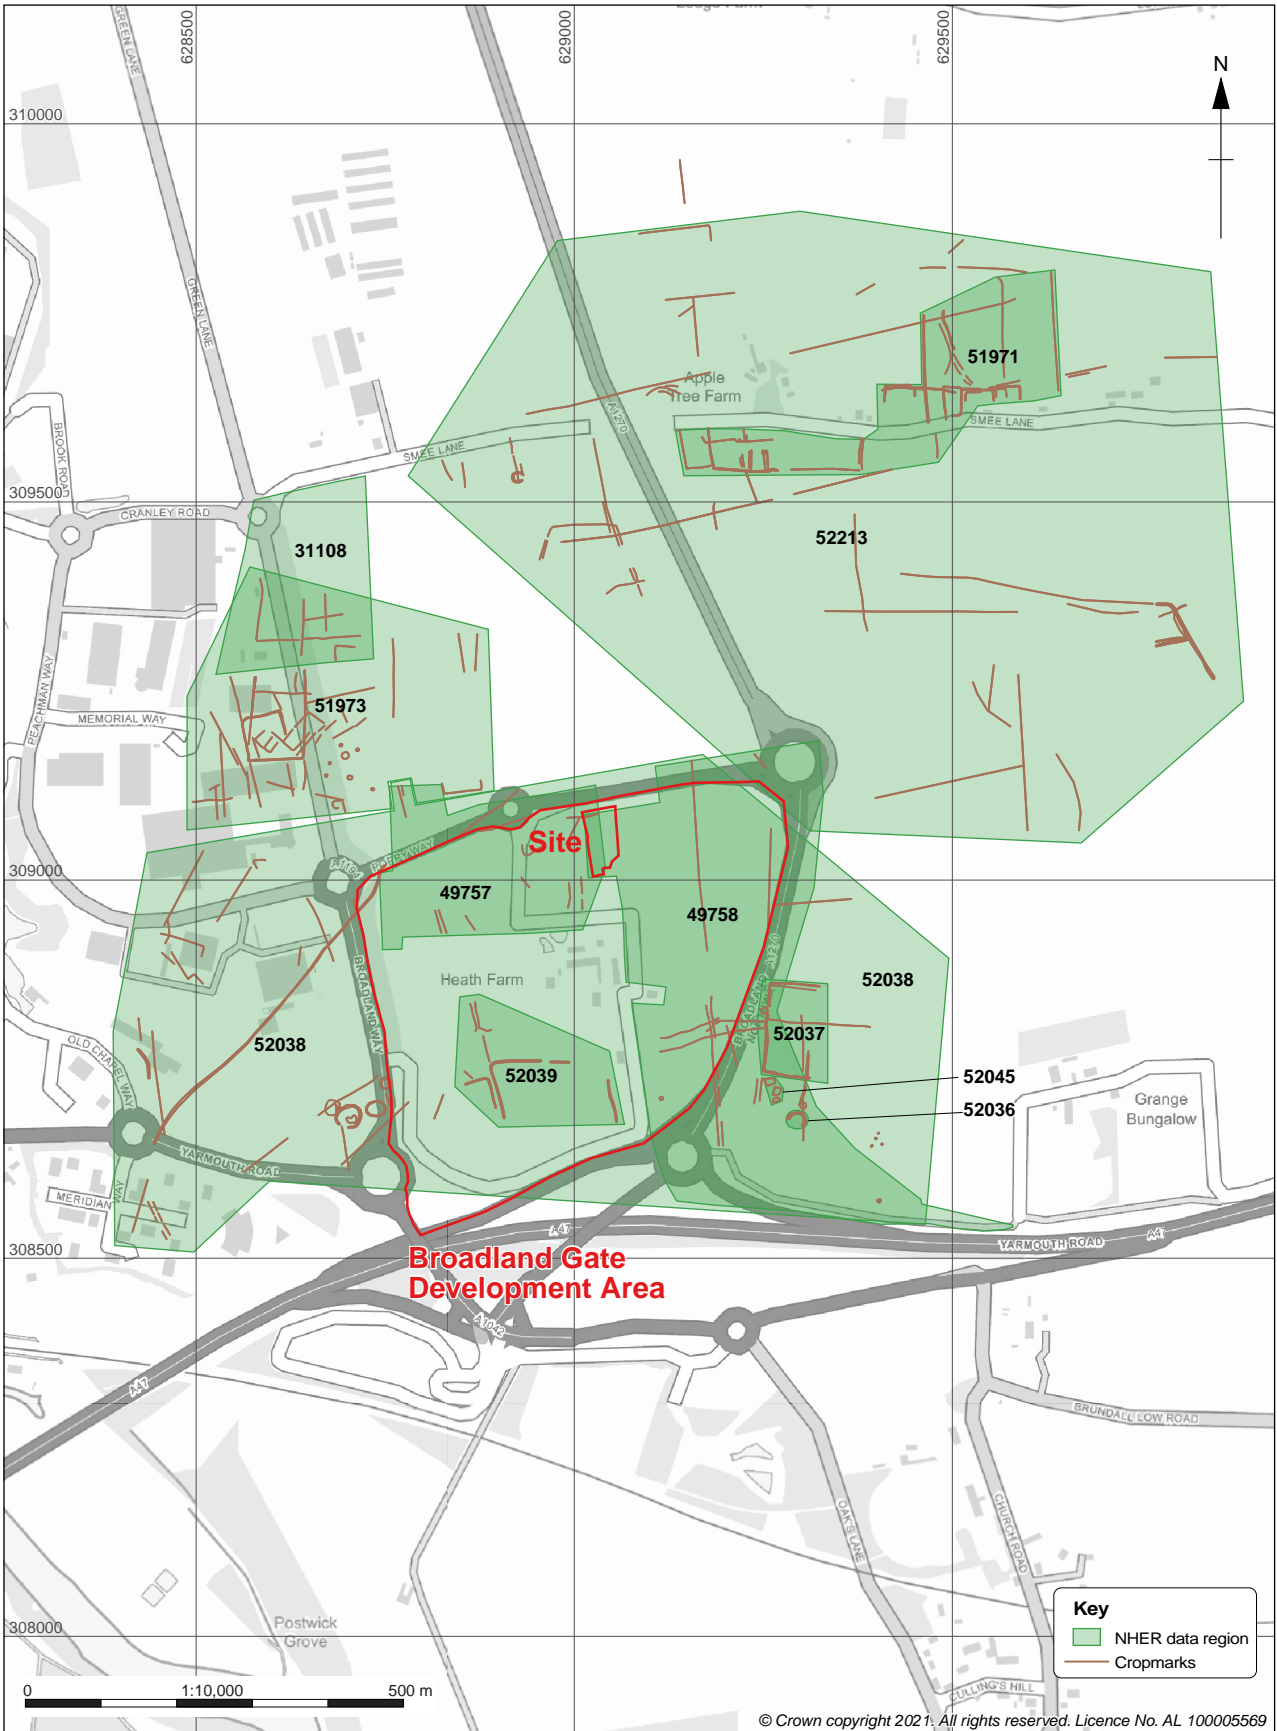 628500
629000
629500
N
310000
GREEN LANE
GREEN LANE
Apple
Tree Farm
A1270
51971
SMEE LANE
SMEE LANE
BROOK ROAD
309500
CRANLEY ROAD
31108
52213
PEACHMAN WAY
MEMORIAL WAY
51973
Site
A1194
POPPY WAY
309000
49757
49758
Heath Farm
BROADLAND WAY
52038
52038
52037
OLD CHAPEL WAY
52039
52045
52036
Grange
Bungalow
YARMOUTH ROAD
MERIDIAN WAY
A47
YARMOUTH ROAD
A47
308500
Broadland Gate
Development Area
A1042
A47
BRUNDALL LOW ROAD
OAK'S LANE
CHURCH ROAD
308000
Postwick
Grove
Key
NHER data region
Cropmarks
CULLING'S HILL
0
1:10,000
500 m
© Crown copyright 2021. All rights reserved. Licence No. AL 100005569